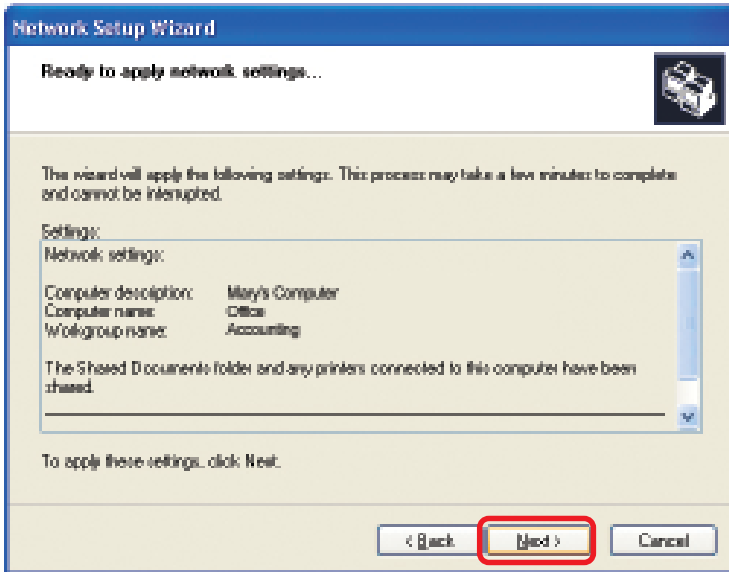 Network Setup Wizard
Ready to apply network settings...
The wizard will apply the following settings. This process may take a few minutes to complete
and cannot be interrupted.
Settings:
Network settings:
Computer description: Mary's Computer
Computer name: Office
Workgroup name: Accounting
The Shared Documents folder and any printers connected to this computer have been
shared.
To apply these settings, click Next.
< Back Next > Cancel